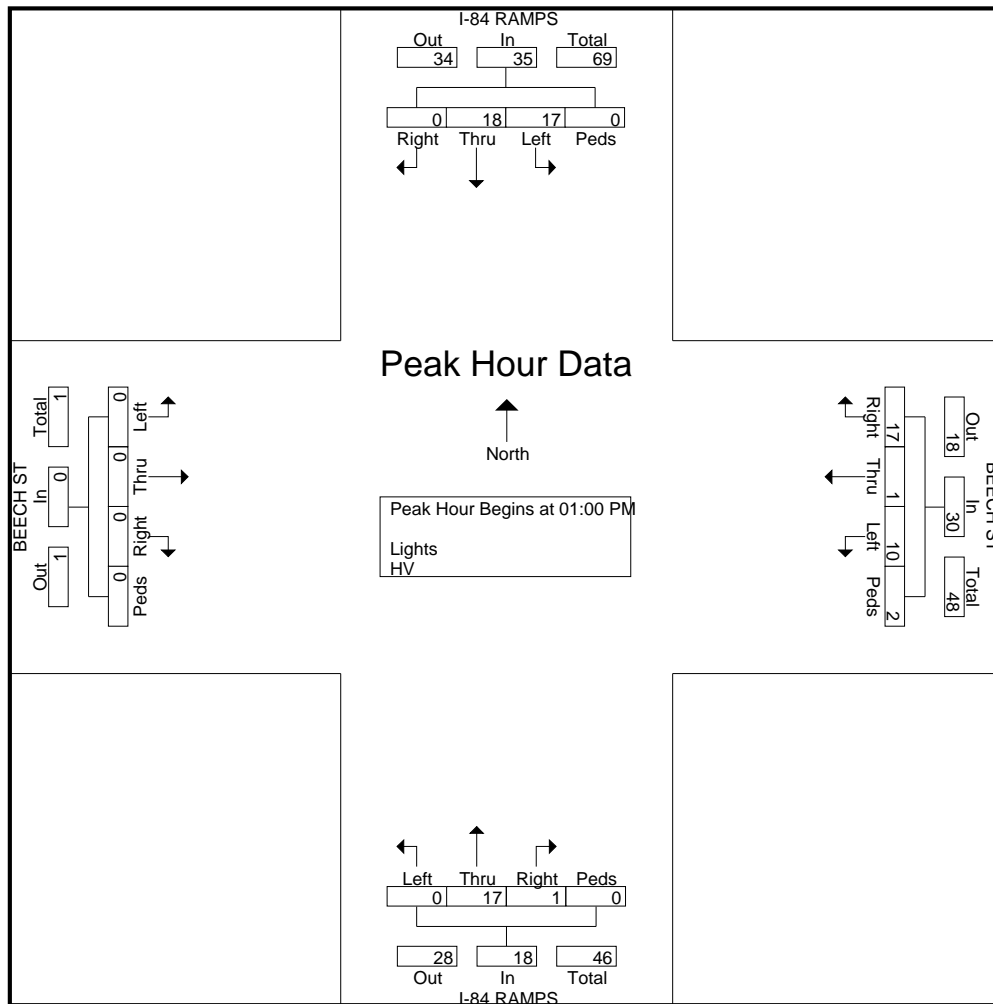 I-84 RAMPS
Out In Total
34 35 69
0 18 17 0
Right Thru Left Peds
Peak Hour Data
North
Peak Hour Begins at 01:00 PM
Lights
HV
BEECH ST
Total In Out
1 0 1
0 0 0 0
Left Thru Right Peds
Right Thru Left Peds
17 1 10 2
Out In Total
18 30 48
BEECH ST
Left Thru Right Peds
0 17 1 0
28 18 46
Out In Total
I-84 RAMPS